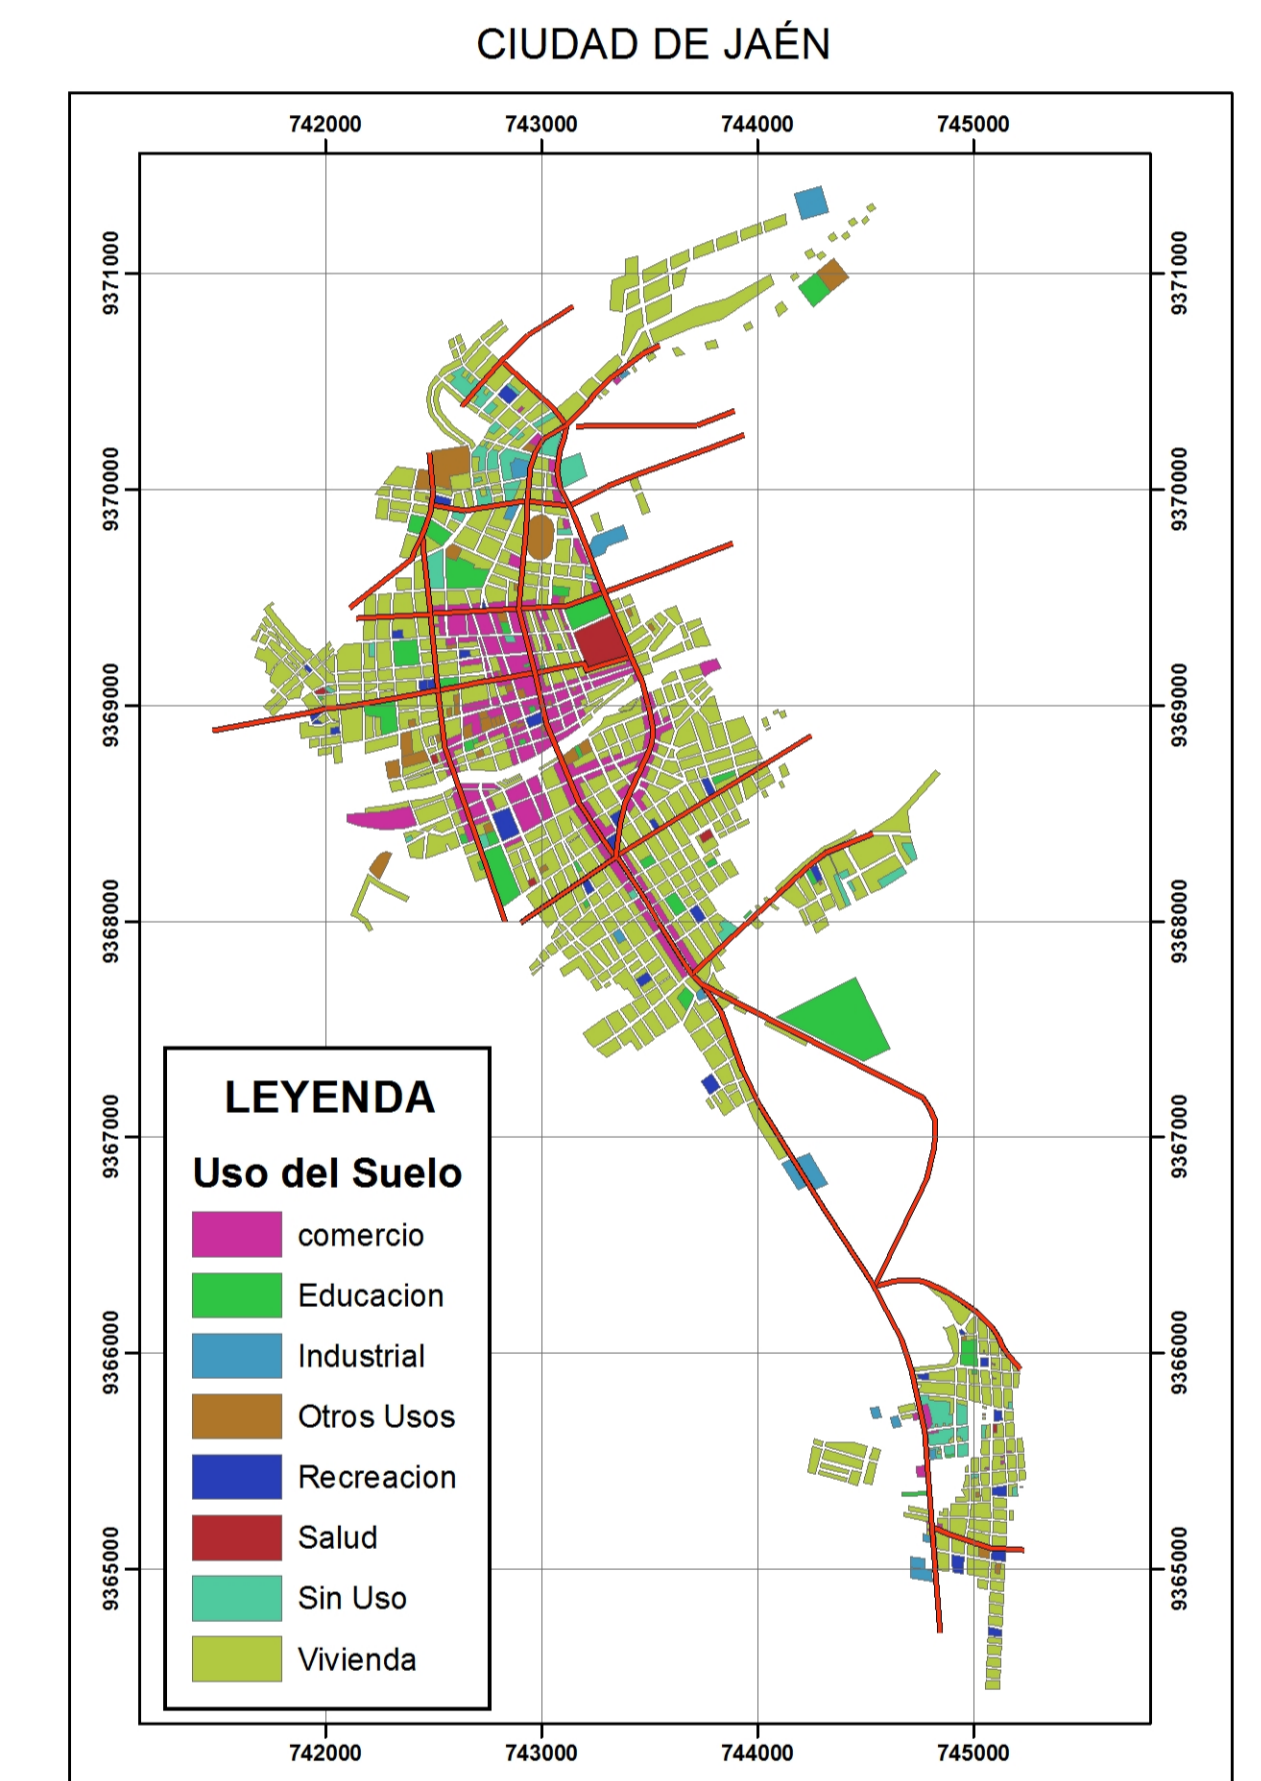 CIUDAD DE JAÉN
742000 743000 744000 745000
9371000 9371000
9370000 9370000
9369000 9369000
9368000 9368000
9367000 9367000
9366000 9366000
9365000 9365000
LEYENDA
Uso del Suelo
comercio
Educacion
Industrial
Otros Usos
Recreacion
Salud
Sin Uso
Vivienda
742000 743000 744000 745000